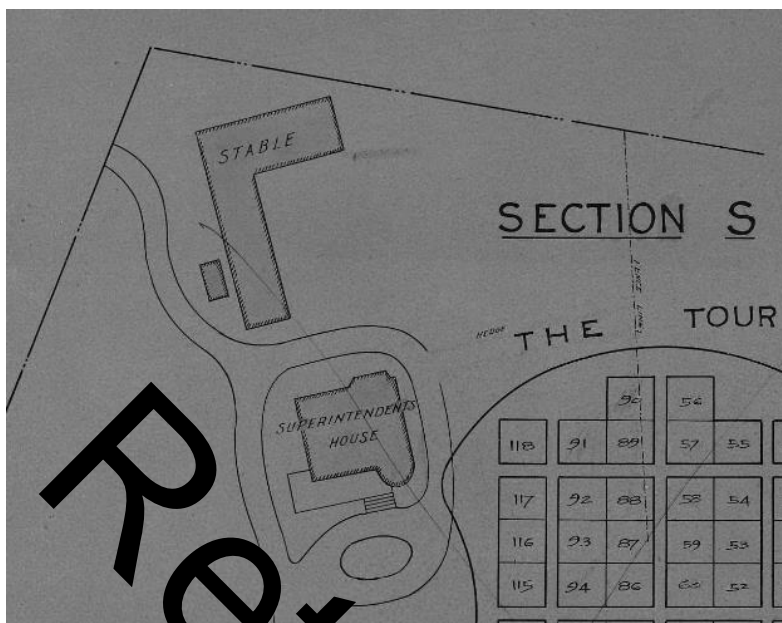 STABLE
SECTION S
HEDGE THE TOUR
SUPERINTENDENTS
HOUSE
90 56
118 91 89 57 55
117 92 88 58 54
116 93 87 59 53
115 94 86 60 52
Ret